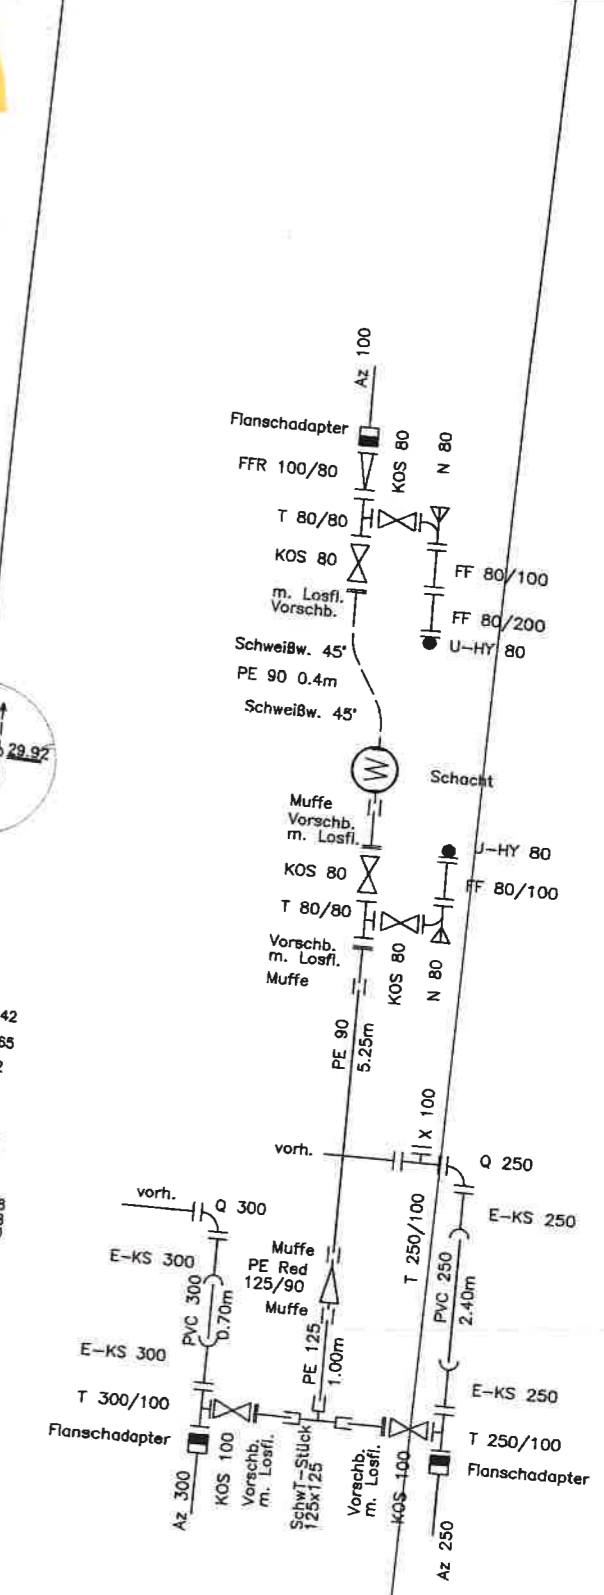 Az 100
Flanschadapter
KOS 80
N 80
FFR 100/80
T 80/80
KOS 80
FF 80/100
m. Losfl.
Vorschb.
FF 80/200
U-HY 80
Schweißw. 45°
PE 90 0.4m
Schweißw. 45°
29.92
W
Schacht
Muffe
Vorschb.
m. Losfl.
U-HY 80
KOS 80
FF 80/100
T 80/80
Vorschb.
m. Losfl.
KOS 80
N 80
Muffe
42
65
PE 90
5.25m
X 100
vorh.
Q 250
vorh.
Q 300
E-KS 250
Muffe
T 250/100
E-KS 300
PE Red
125/90
PVC 300
0.70m
PVC 250
2.40m
Muffe
PE 125
1.00m
E-KS 300
E-KS 250
T 300/100
Flanschadapter
T 250/100
Flanschadapter
Az 300
KOS 100
Vorschb.
m. Losfl.
SchwT-Stück
125x125
Vorschb.
m. Losfl.
KOS 100
Az 250